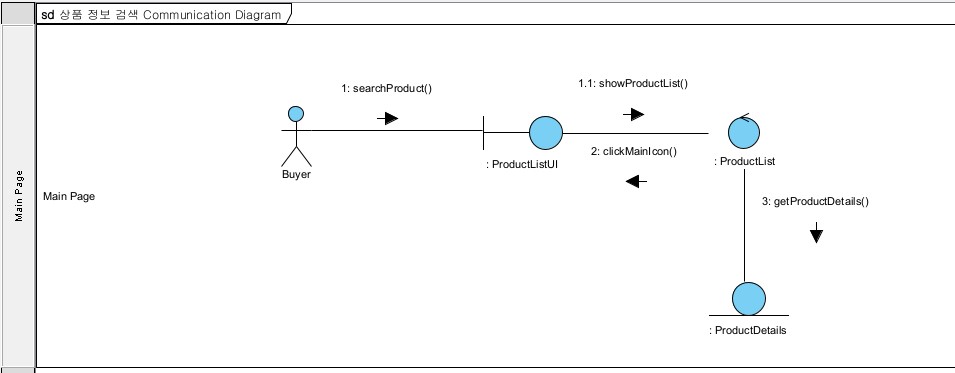 sd 상품 정보 검색 Communication Diagram
Main Page
Main Page
1: searchProduct()
1.1: showProductList()
2: clickMainIcon()
Buyer
: ProductListUI
: ProductList
3: getProductDetails()
: ProductDetails